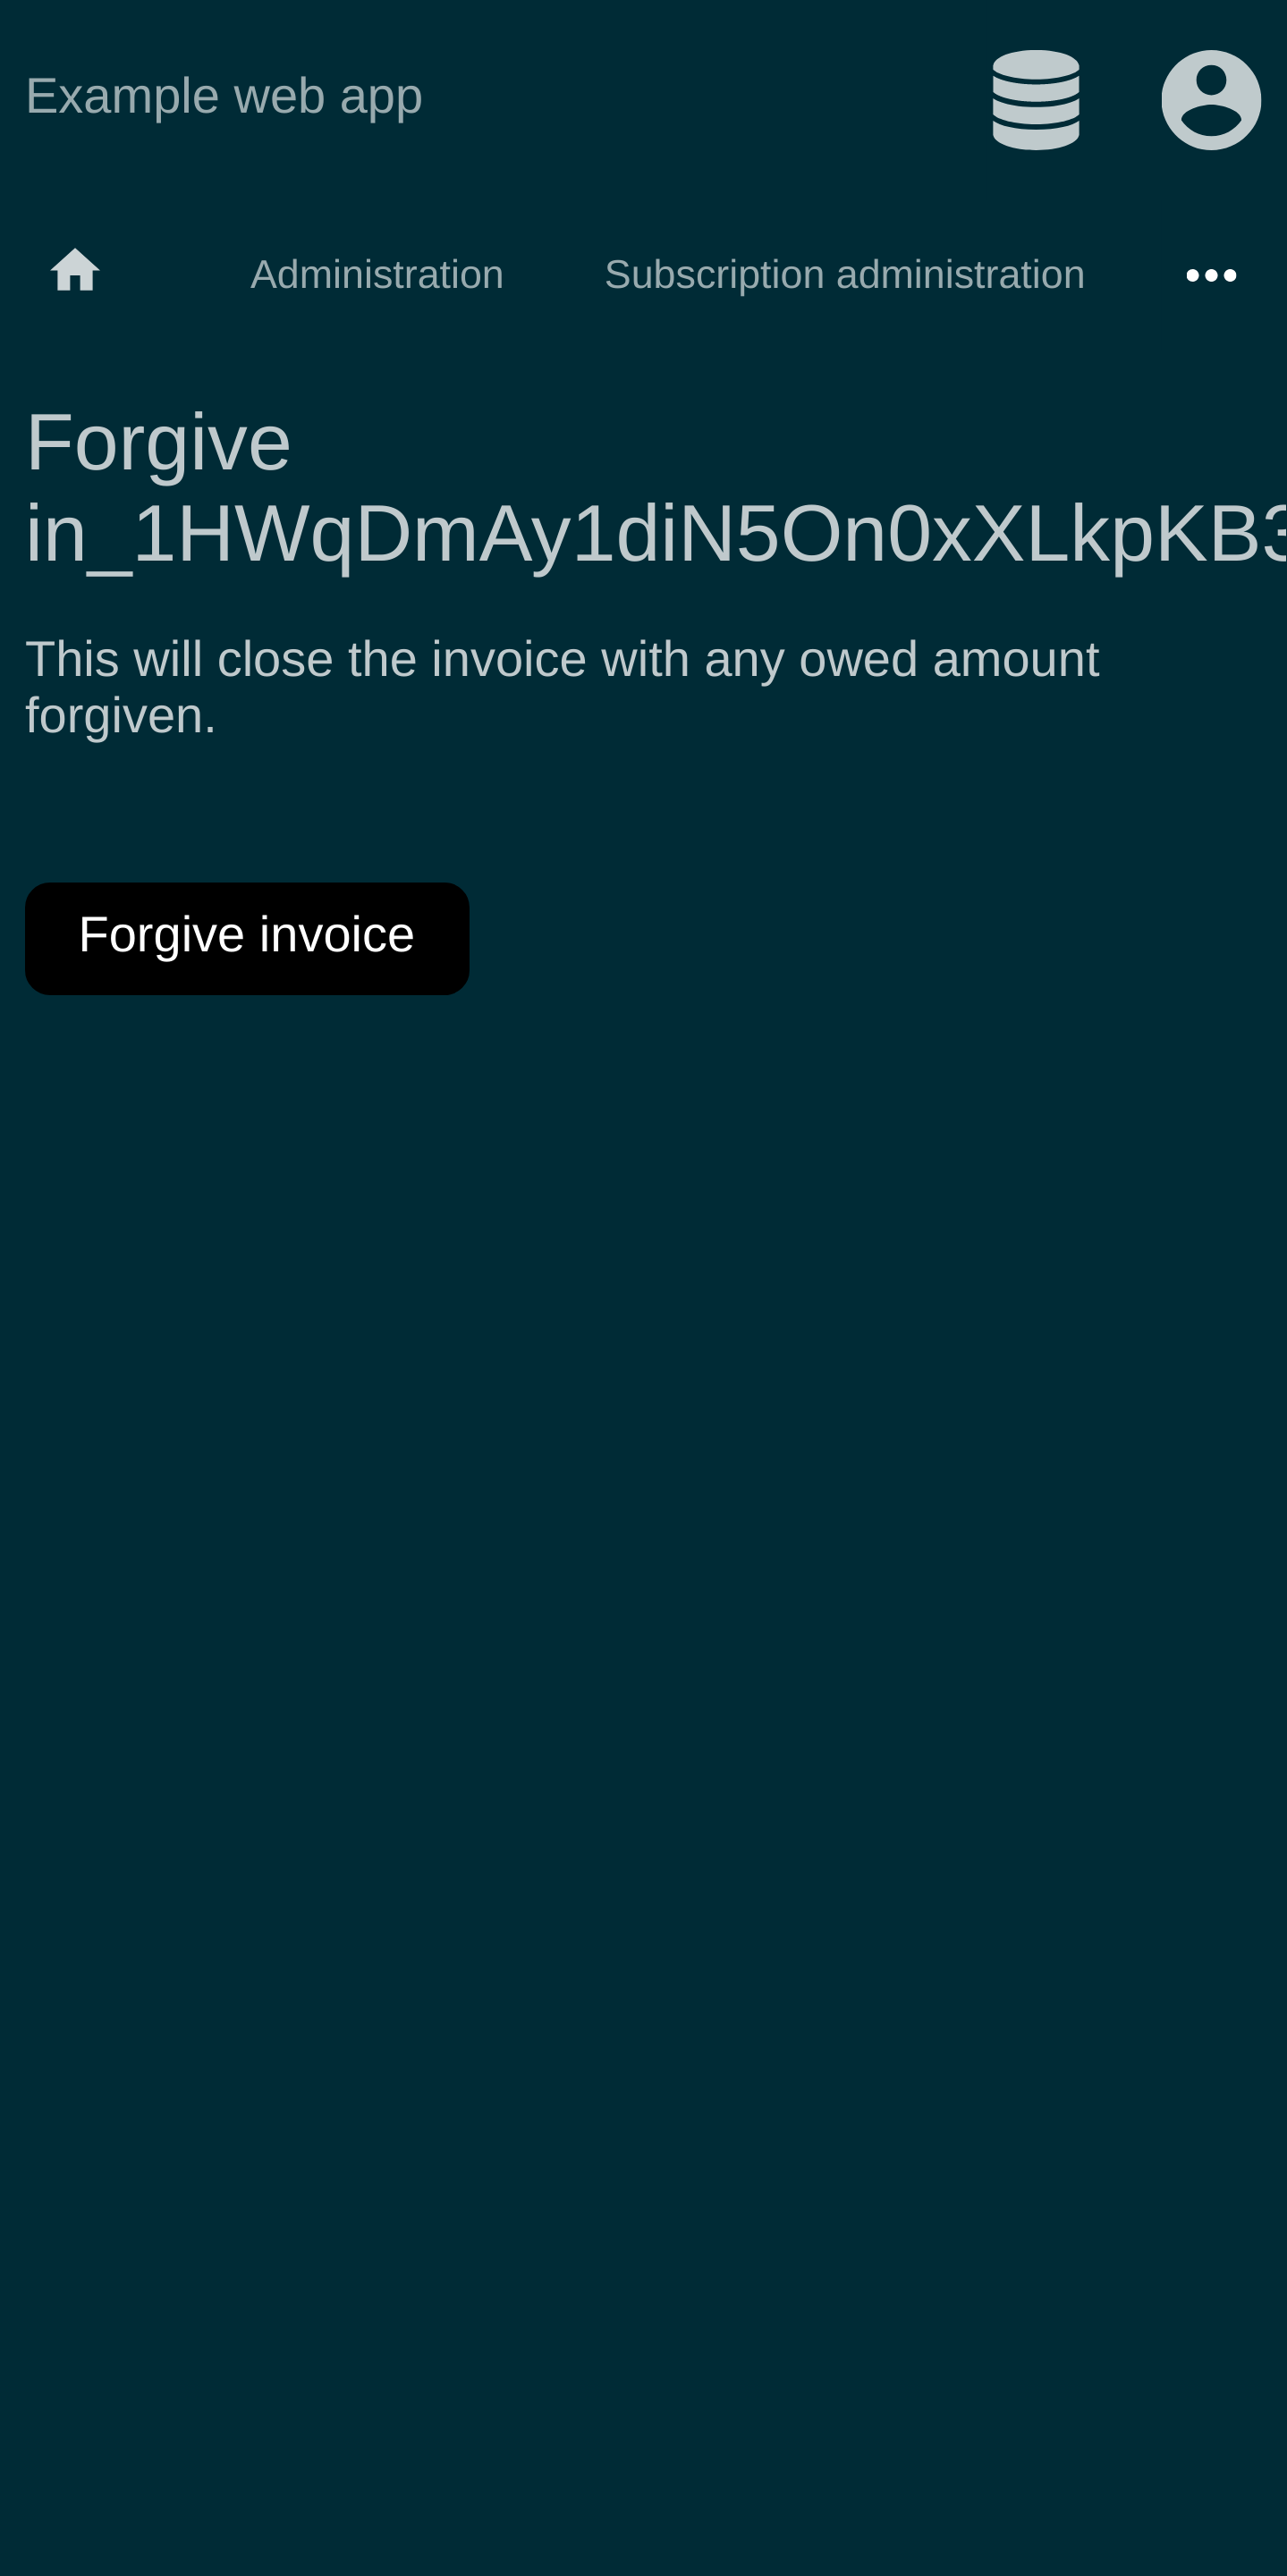 Example web app
Administration Subscription administration
Forgive
in_1HWqDmAy1diN5On0xXLkpKB3
This will close the invoice with any owed amount
forgiven.
Forgive invoice